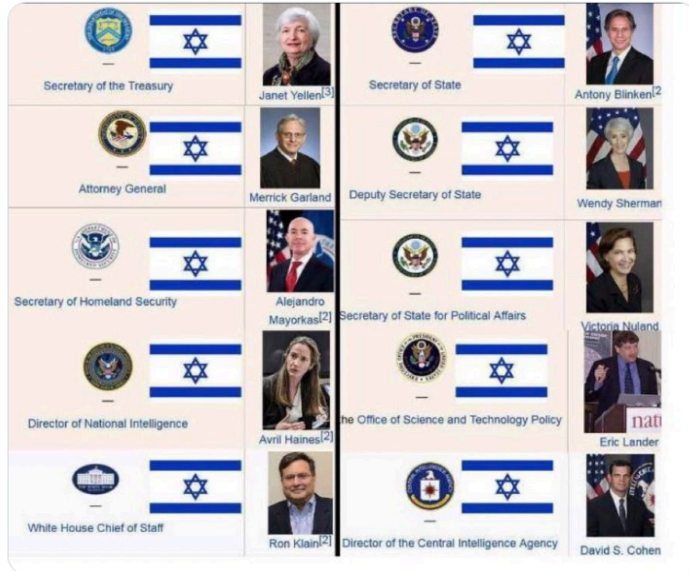 Secretary of the Treasury
Janet Yellen[3]
Attorney General
Merrick Garland
Secretary of Homeland Security
Alejandro
Mayorkas[2]
Director of National Intelligence
Avril Haines[2]
White House Chief of Staff
Ron Klain[2]
Secretary of State
Antony Blinken[2
Deputy Secretary of State
Wendy Sherman
Secretary of State for Political Affairs
Victoria Nuland
the Office of Science and Technology Policy
natu
Eric Lander
Director of the Central Intelligence Agency
David S. Cohen